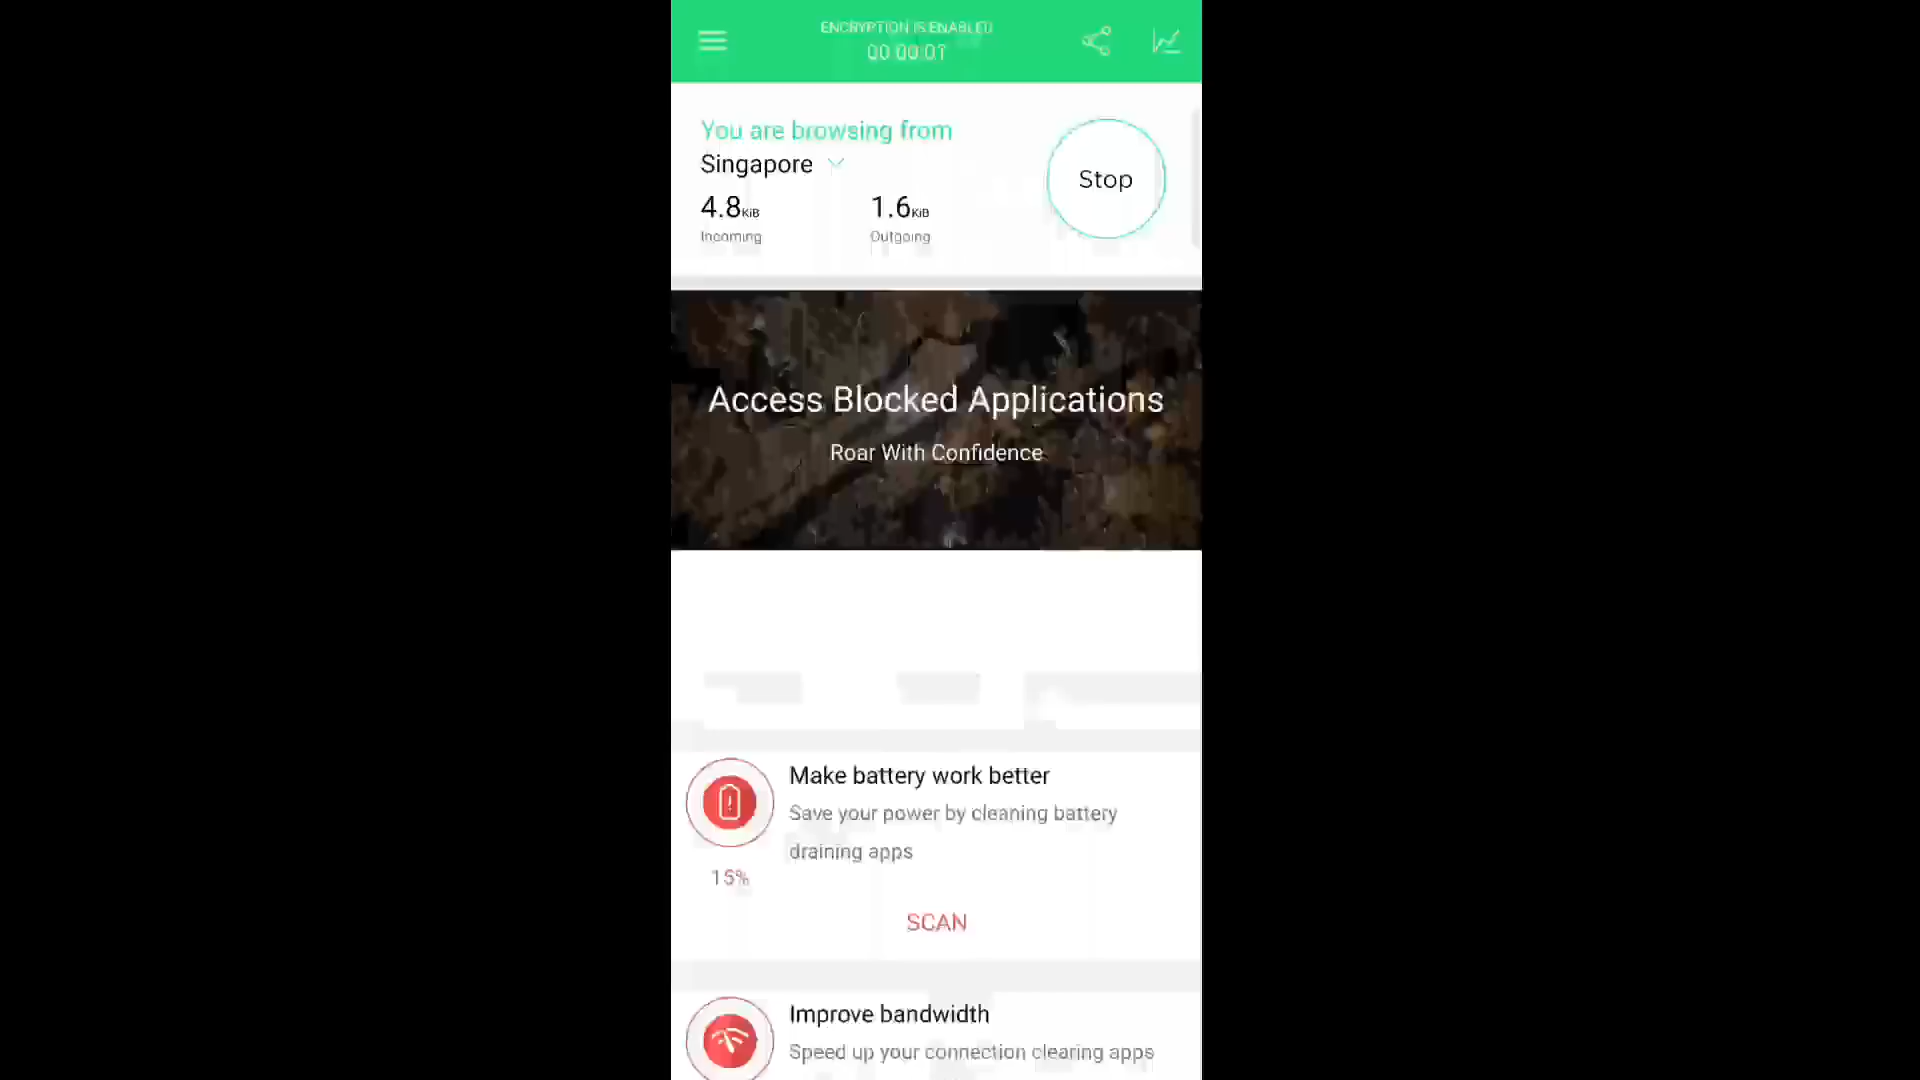 ENCRYPTION IS ENABLED
00:00:01
You are browsing from
Singapore
Stop
4.8KiB
1.6KiB
Incoming
Outgoing
Access Blocked Applications
Roar With Confidence
Make battery work better
Save your power by cleaning battery
draining apps
15%
SCAN
Improve bandwidth
Speed up your connection clearing apps